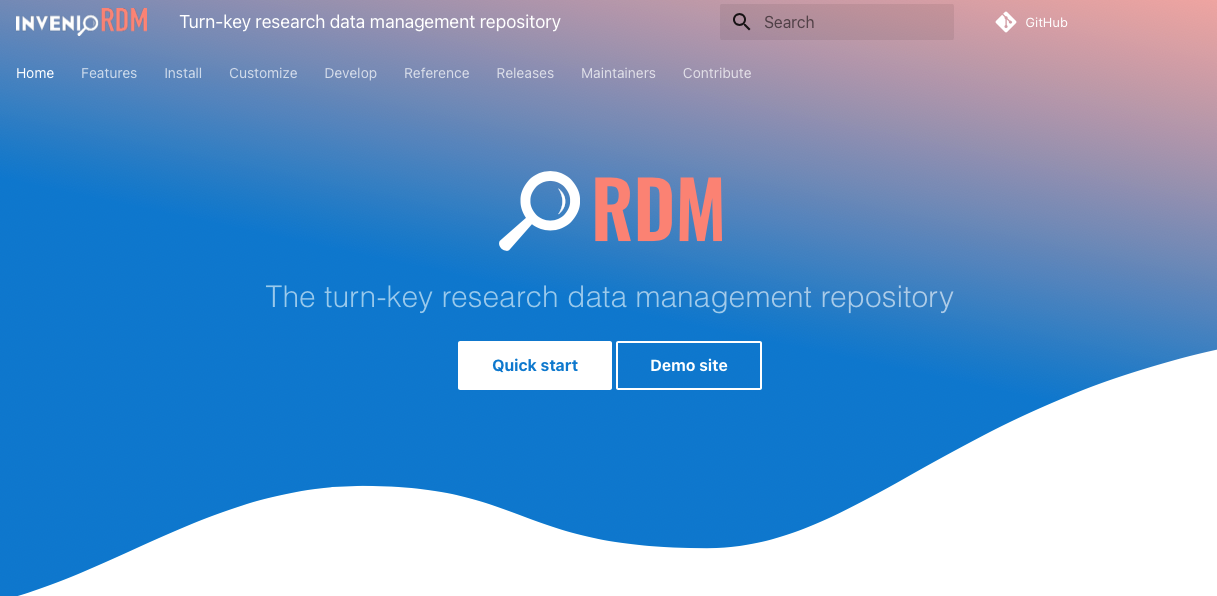 INVENIO RDM Turn-key research data management repository Search GitHub
Home Features Install Customize Develop Reference Releases Maintainers Contribute
RDM
The turn-key research data management repository
Quick start Demo site